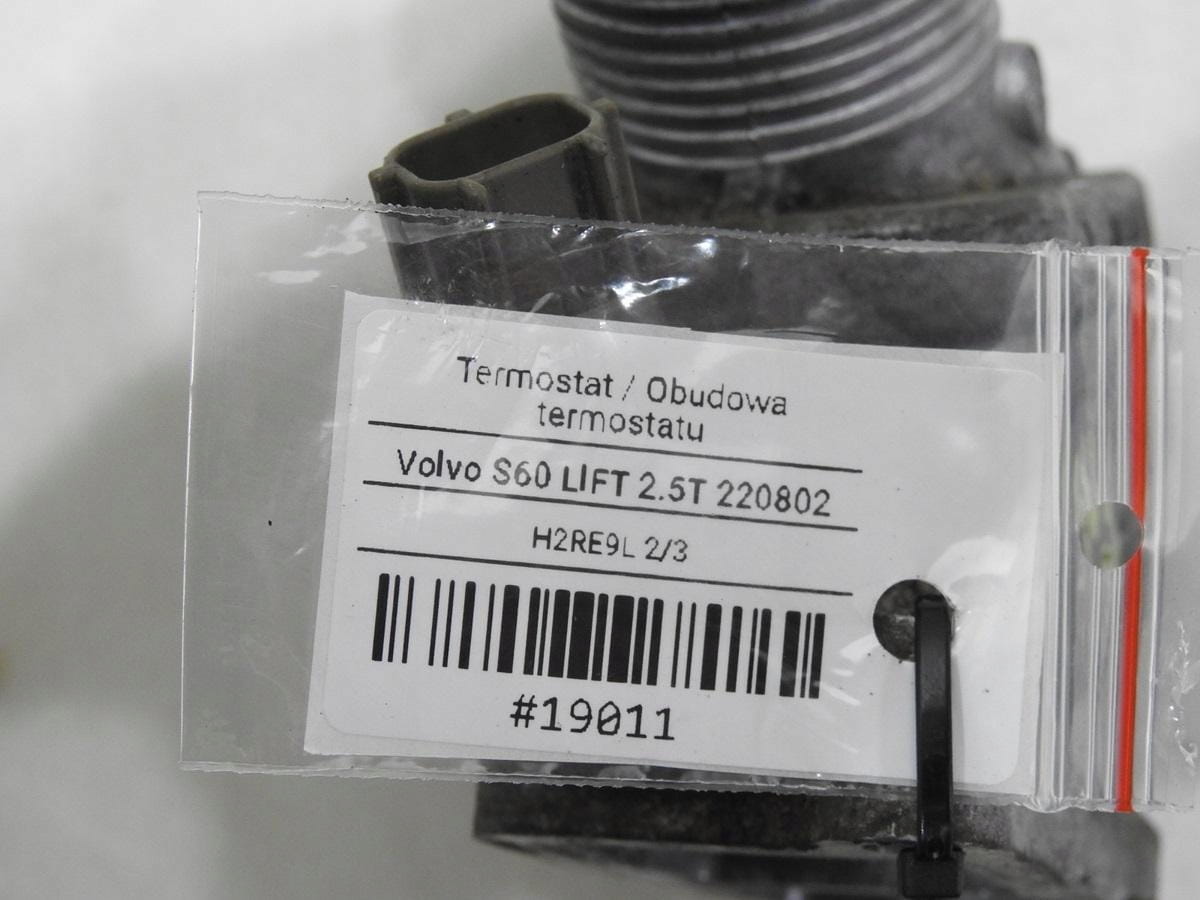 Termostat / Obudowa
termostatu
Volvo S60 LIFT 2.5T 220802
H2RE9L 2/3
#19011